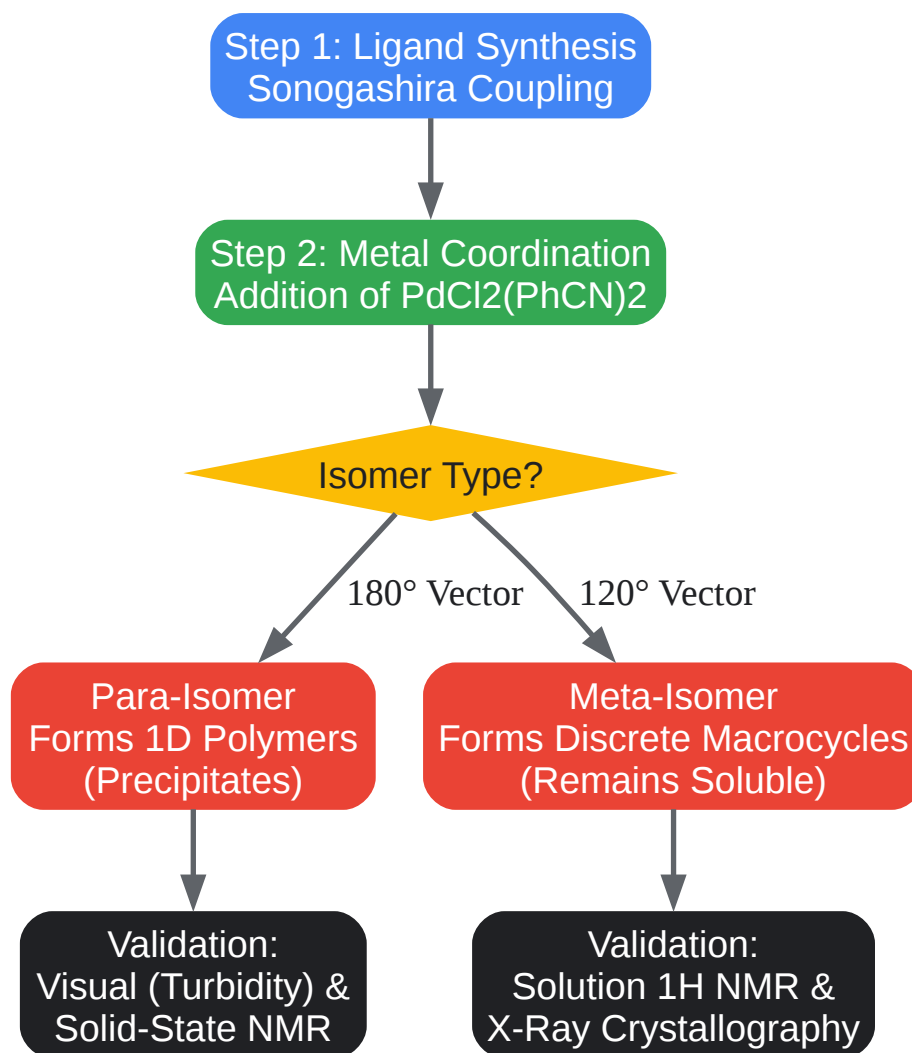 Step 1: Ligand Synthesis
Sonogashira Coupling
Step 2: Metal Coordination
Addition of PdCl2(PhCN)2
Isomer Type?
180° Vector
120° Vector
Para-Isomer
Forms 1D Polymers
(Precipitates)
Meta-Isomer
Forms Discrete Macrocycles
(Remains Soluble)
Validation:
Visual (Turbidity) &
Solid-State NMR
Validation:
Solution 1H NMR &
X-Ray Crystallography